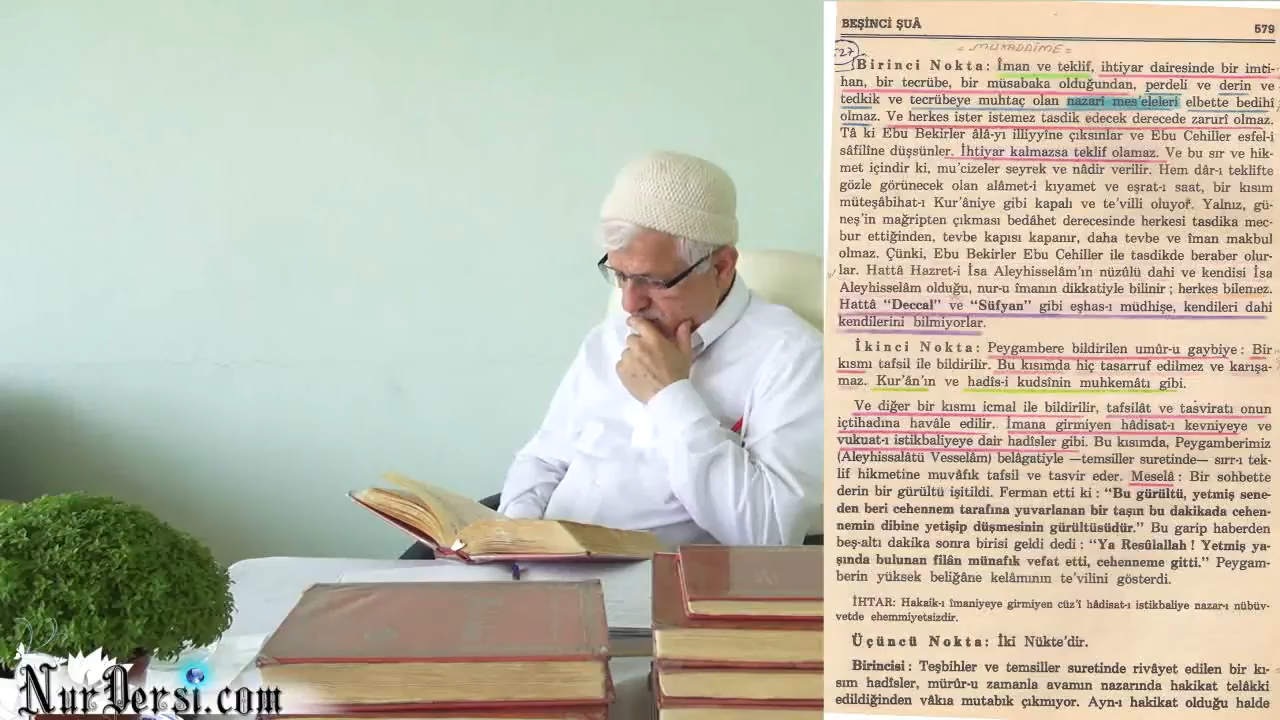 BEŞİNCİ ŞUÂ 579
= MUKADDİME =
27
Birinci Nokta: Îman ve teklif, ihtiyar dairesinde bir imti-
han, bir tecrübe, bir müsabaka olduğundan, perdeli ve derin ve
tedkik ve tecrübeye muhtaç olan nazarî mes'eleleri elbette bedihî
olmaz. Ve herkes ister istemez tasdik edecek derecede zarurî olmaz.
Tâ ki Ebu Bekirler âlâ-yı illiyyîne çıksınlar ve Ebu Cehiller esfel-i
sâfilîne düşsünler. İhtiyar kalmazsa teklif olamaz. Ve bu sır ve hik-
met içindir ki, mu'cizeler seyrek ve nâdir verilir. Hem dâr-ı teklifte
gözle görünecek olan alâmet-i kıyamet ve eşrat-ı saat, bir kısım
müteşâbihat-ı Kur'âniye gibi kapalı ve te'villi oluyor. Yalnız, gü-
neş'in mağripten çıkması bedâhet derecesinde herkesi tasdika mec-
bur ettiğinden, tevbe kapısı kapanır, daha tevbe ve îman makbul
olmaz. Çünki, Ebu Bekirler Ebu Cehiller ile tasdikde beraber olur-
lar. Hattâ Hazret-i İsa Aleyhisselâm'ın nüzûlü dahi ve kendisi İsa
Aleyhisselâm olduğu, nur-u îmanın dikkatiyle bilinir ; herkes bilemez.
Hattâ "Deccal" ve "Süfyan" gibi eşhas-ı müdhişe, kendileri dahi
kendilerini bilmiyorlar.
İkinci Nokta: Peygambere bildirilen umûr-u gaybiye : Bir
kısmı tafsil ile bildirilir. Bu kısımda hiç tasarruf edilmez ve karışa-
maz. Kur'ân'ın ve hadîs-i kudsînin muhkemâtı gibi.
Ve diğer bir kısmı icmal ile bildirilir, tafsilât ve tasviratı onun
içtihadına havâle edilir. Îmana girmiyen hâdisat-ı kevniyeye ve
vukuat-ı istikbaliyeye dair hadîsler gibi. Bu kısımda, Peygamberimiz
(Aleyhissalâtü Vesselâm) belâgatiyle —temsiller suretinde— sırr-ı tek-
lif hikmetine muvâfık tafsil ve tasvir eder. Meselâ : Bir sohbette
derin bir gürültü işitildi. Ferman etti ki : "Bu gürültü, yetmiş sene-
den beri cehennem tarafına yuvarlanan bir taşın bu dakikada cehen-
nemin dibine yetişip düşmesinin gürültüsüdür." Bu garip haberden
beş-altı dakika sonra birisi geldi dedi : "Ya Resûlallah ! Yetmiş ya-
şında bulunan filân münafık vefat etti, cehenneme gitti." Peygam-
berin yüksek belîğane kelâmının te'vilini gösterdi.
İHTAR: Hakaik-ı îmaniyeye girmiyen cüz'î hâdisat-ı istikbaliye nazar-ı nübüv-
vetde ehemmiyetsizdir.
Üçüncü Nokta: İki Nükte'dir.
Birincisi : Teşbihler ve temsiller suretinde rivâyet edilen bir kı-
sım hadîsler, mürûr-u zamanla avamın nazarında hakikat telâkki
edildiğinden vâkıa mutabık çıkmıyor. Ayn-ı hakikat olduğu halde
NurDersi.com